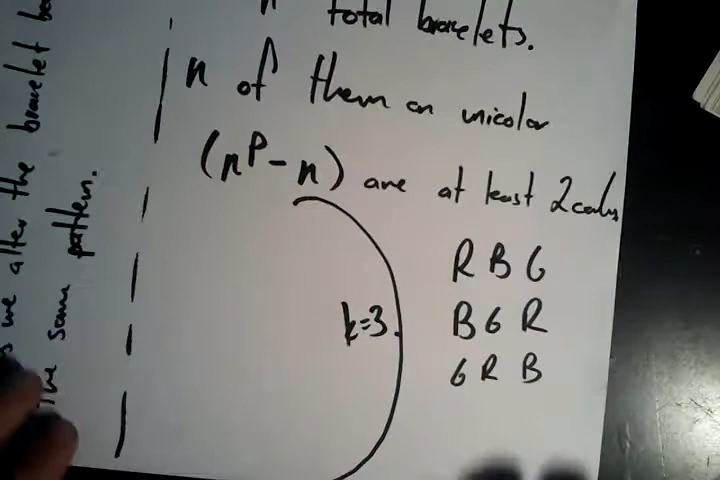 total bracelets.
n of them are unicolor
(n^p - n) are at least 2 colors
k=3
R B G
B G R
G R B
s we alter the bracelet
the same pattern.